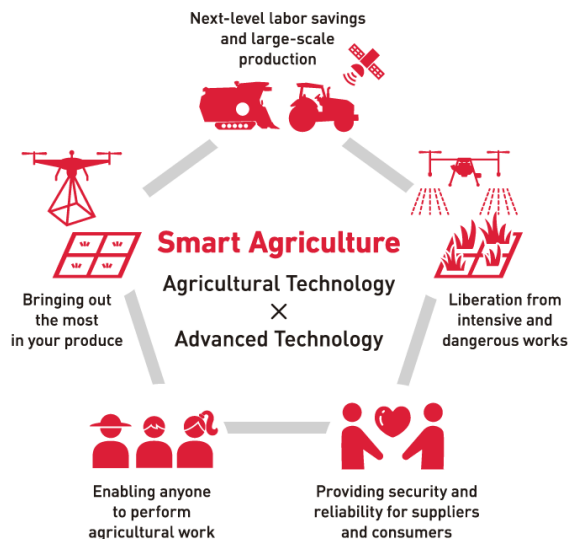 Next-level labor savings
and large-scale
production
Smart Agriculture
Agricultural Technology
×
Advanced Technology
Bringing out
the most
in your produce
Liberation from
intensive and
dangerous works
Enabling anyone
to perform
agricultural work
Providing security and
reliability for suppliers
and consumers